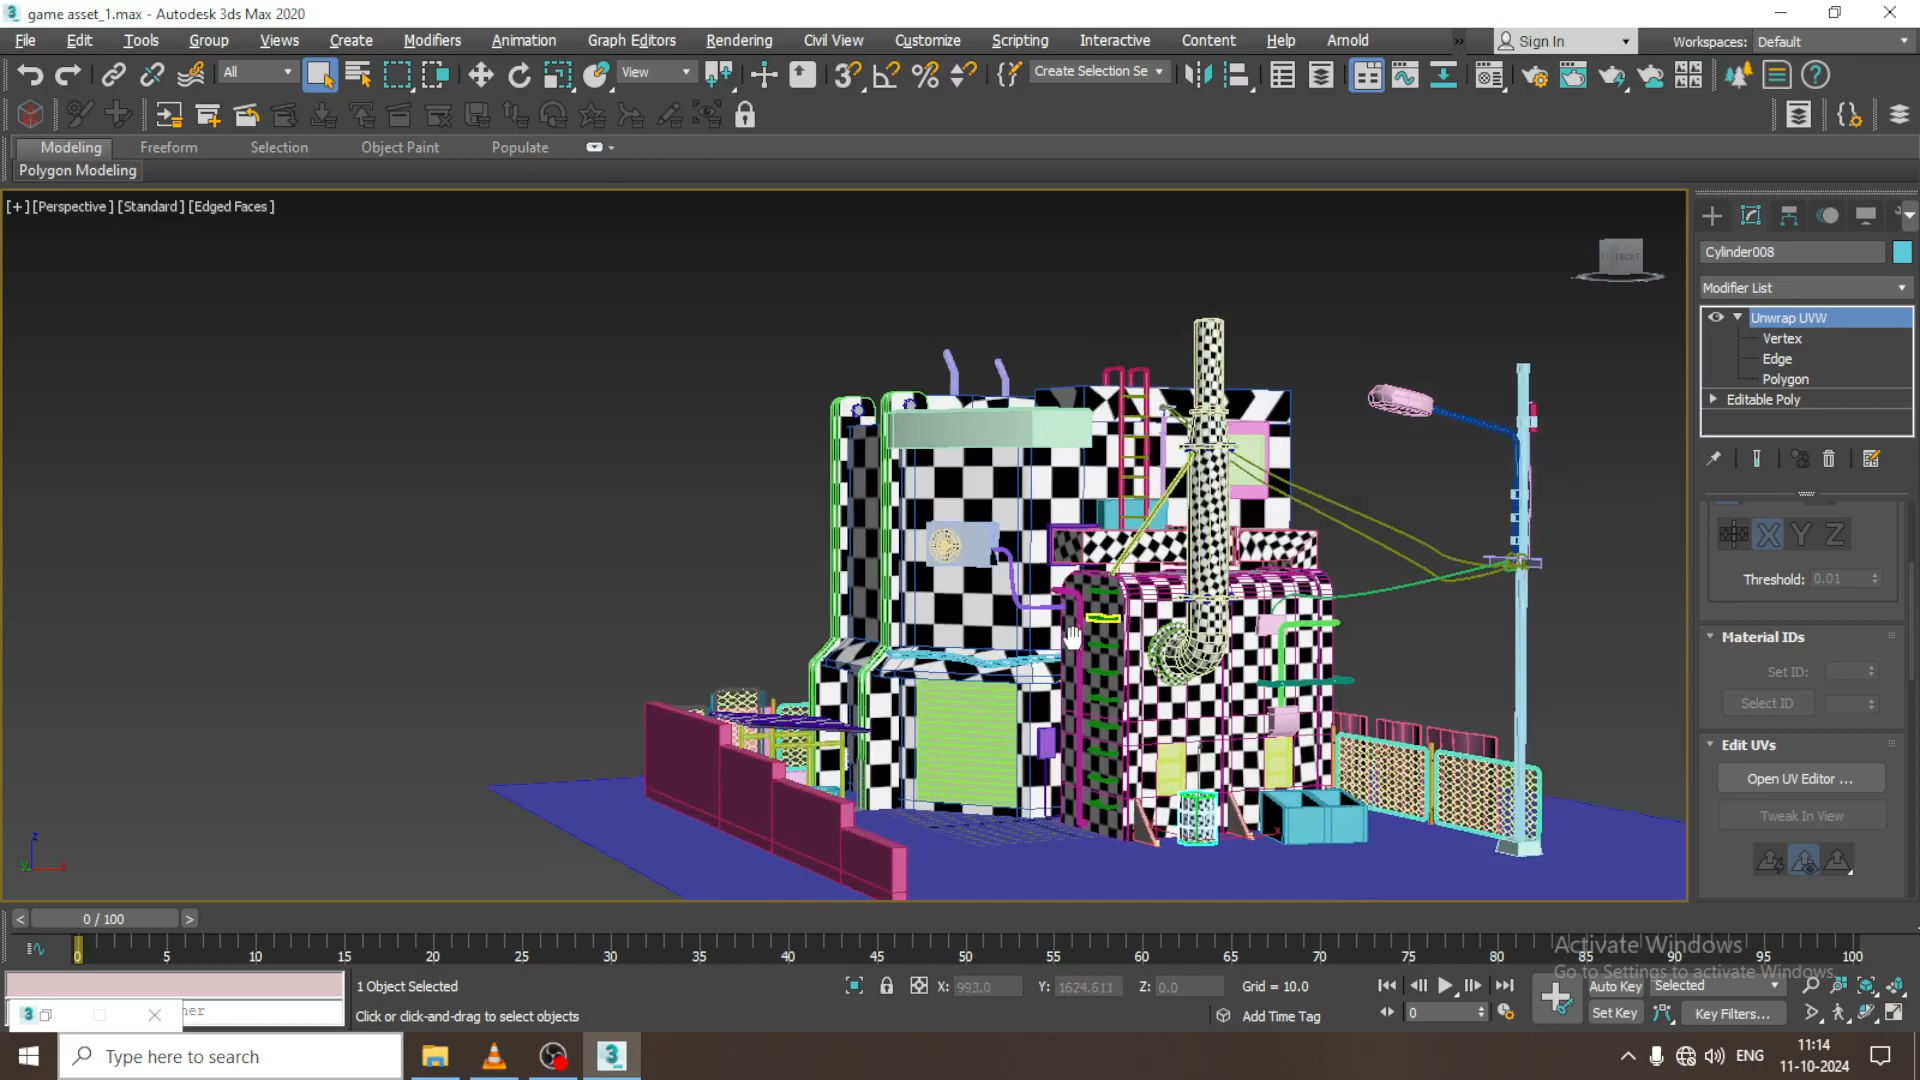 game asset_1.max - Autodesk 3ds Max 2020
File Edit Tools Group Views Create Modifiers Animation Graph Editors Rendering Civil View Customize Scripting Interactive Content Help Arnold Sign In Workspaces: Default
All View Create Selection Se
Modeling Freeform Selection Object Paint Populate
Polygon Modeling
[+] [Perspective] [Standard] [Edged Faces]
FRONT
Cylinder008
Modifier List
Unwrap UVW
Vertex
Edge
Polygon
Editable Poly
X Y Z
Threshold: 0.01
Material IDs
Set ID:
Select ID
Edit UVs
Open UV Editor ...
Tweak In View
z
x
< 0 / 100 >
0 5 10 15 20 25 30 35 40 45 50 55 60 65 70 75 80 85 90 95 100
Activate Windows
Go to Settings to activate Windows.
1 Object Selected
X: 993.0 Y: 1624.611 Z: 0.0 Grid = 10.0
Auto Key Selected
Click or click-and-drag to select objects
Add Time Tag
0
Set Key Key Filters...
Type here to search
ENG
11:14
11-10-2024